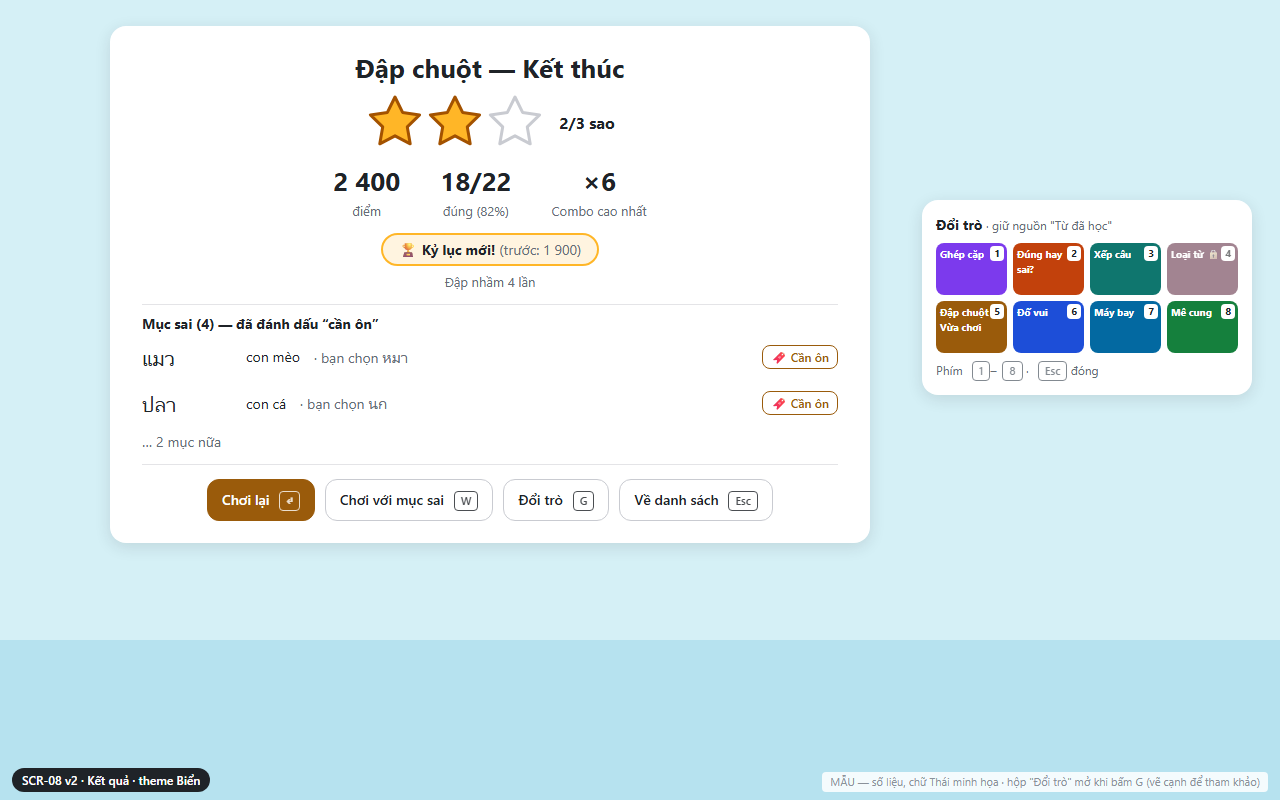 Đập chuột — Kết thúc
2/3 sao
2 400 18/22 ×6
điểm đúng (82%) Combo cao nhất
Kỷ lục mới! (trước: 1 900)
Đập nhầm 4 lần
Mục sai (4) — đã đánh dấu “cần ôn”
แมว con mèo · bạn chọn หมา Cần ôn
ปลา con cá · bạn chọn นก Cần ôn
... 2 mục nữa
Chơi lại ⏎ Chơi với mục sai W Đổi trò G Về danh sách Esc
Đổi trò · giữ nguồn "Từ đã học"
Ghép cặp 1 Đúng hay sai? 2 Xếp câu 3 Loại từ 4
Đập chuột 5 Đố vui 6 Máy bay 7 Mê cung 8
Vừa chơi
Phím 1 – 8 · Esc đóng
SCR-08 v2 · Kết quả · theme Biển
MẪU — số liệu, chữ Thái minh họa · hộp "Đổi trò" mở khi bấm G (vẽ cạnh để tham khảo)